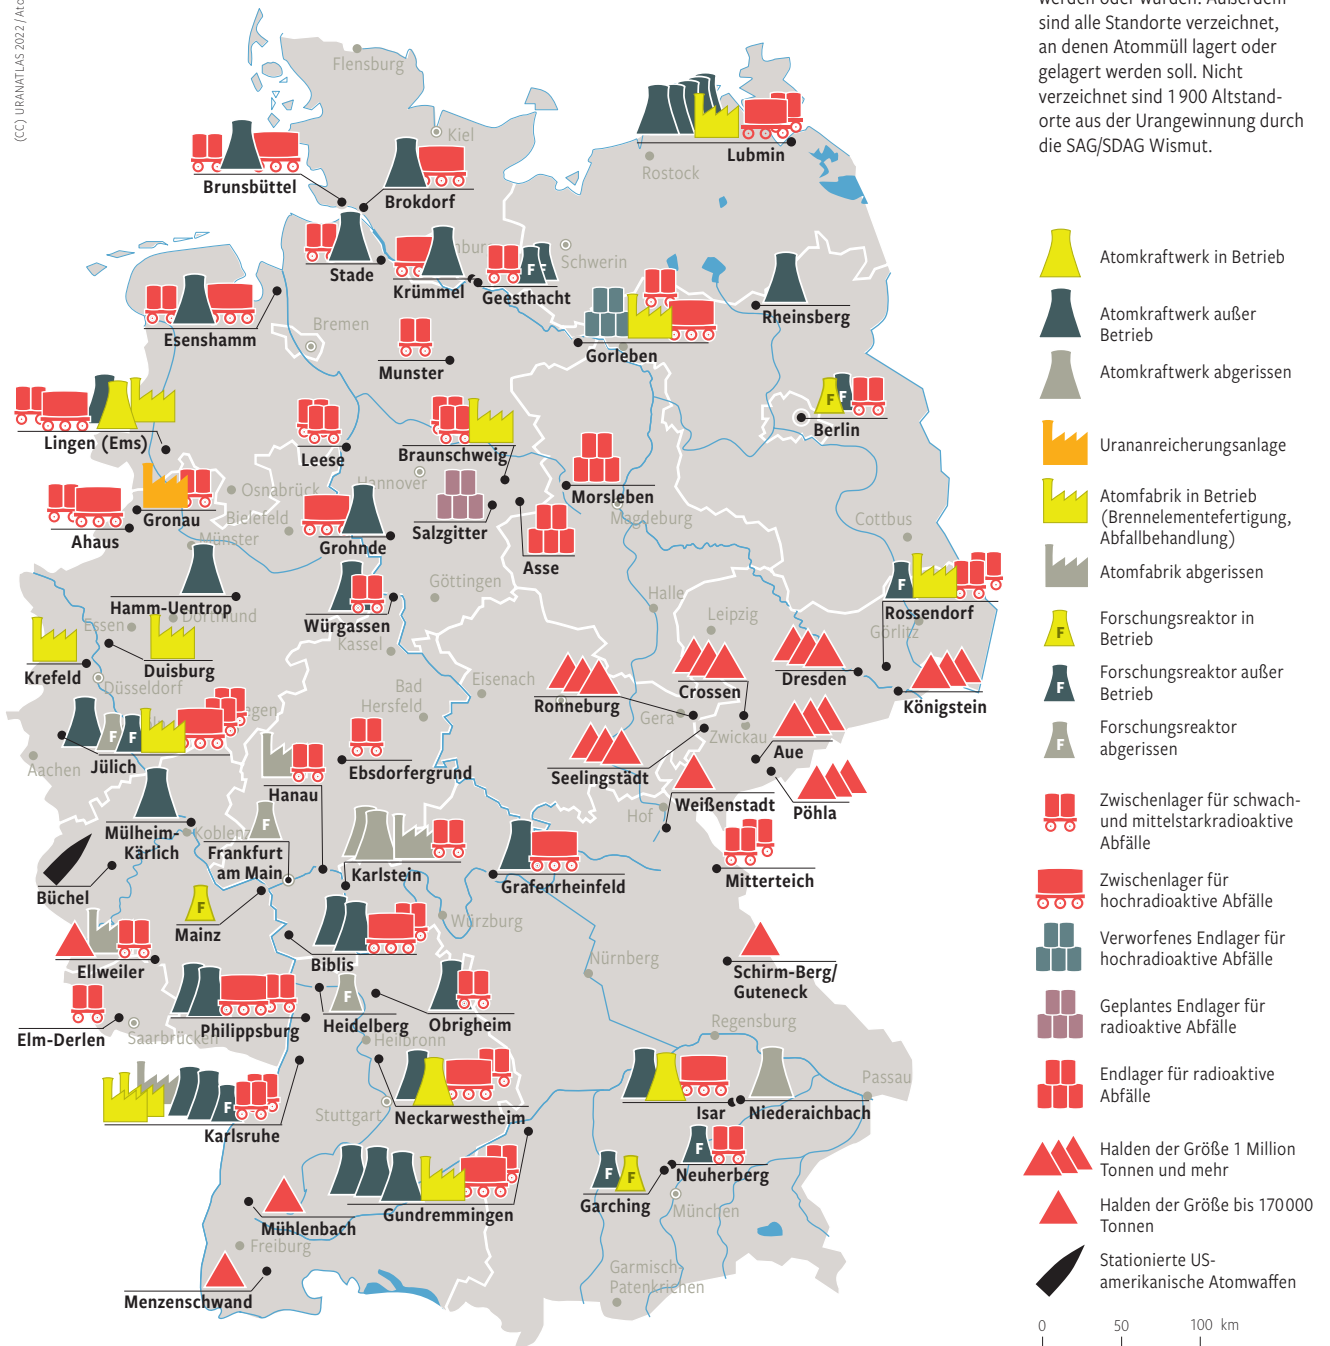 (CC) URANATLAS 2022 / Ato
werden oder wurden. Außerdem
sind alle Standorte verzeichnet,
an denen Atommüll lagert oder
gelagert werden soll. Nicht
verzeichnet sind 1 900 Altstand-
orte aus der Urangewinnung durch
die SAG/SDAG Wismut.
Flensburg
Kiel
Lubmin
Rostock
Brunsbüttel
Brokdorf
Stade
Krümmel
F F
Geesthacht
Schwerin
Rheinsberg
Esenshamm
Bremen
Munster
Gorleben
Lingen (Ems)
Leese
Braunschweig
F F
Berlin
Morsleben
Magdeburg
Gronau
Osnabrück
Hannover
Salzgitter
Ahaus
Bielefeld
Münster
Grohnde
Asse
Cottbus
Hamm-Uentrop
Dortmund
Essen
Würgassen
Göttingen
Kassel
Halle
Leipzig
F
Rossendorf
Görlitz
Krefeld
Duisburg
Düsseldorf
Bad
Hersfeld
Eisenach
Ronneburg
Crossen
Dresden
Königstein
F F
Jülich
Aachen
Ebsdorfergrund
Gera
Zwickau
Aue
Seelingstädt
Weißenstadt
Pöhla
Hof
Hanau
Mülheim-
Kärlich
Koblenz
F
Frankfurt
am Main
Karlstein
Grafenrheinfeld
Mitterteich
Büchel
F
Mainz
Würzburg
Ellweiler
Biblis
Nürnberg
Schirm-Berg/
Guteneck
Elm-Derlen
Saarbrücken
Philippsburg
F
Heidelberg
Obrigheim
Heilbronn
Regensburg
Passau
F
Karlsruhe
Stuttgart
Neckarwestheim
Isar
Niederaichbach
Gundremmingen
F F
Garching
F
Neuherberg
München
Mühlenbach
Freiburg
Menzenschwand
Garmisch-
Patenkrichen
Atomkraftwerk in Betrieb
Atomkraftwerk außer
Betrieb
Atomkraftwerk abgerissen
Urananreicherungsanlage
Atomfabrik in Betrieb
(Brennelementefertigung,
Abfallbehandlung)
Atomfabrik abgerissen
F
Forschungsreaktor in
Betrieb
F
Forschungsreaktor außer
Betrieb
F
Forschungsreaktor
abgerissen
Zwischenlager für schwach-
und mittelstarkradioaktive
Abfälle
Zwischenlager für
hochradioaktive Abfälle
Verworfenes Endlager für
hochradioaktive Abfälle
Geplantes Endlager für
radioaktive Abfälle
Endlager für radioaktive
Abfälle
Halden der Größe 1 Million
Tonnen und mehr
Halden der Größe bis 170 000
Tonnen
Stationierte US-
amerikanische Atomwaffen
0 50 100 km